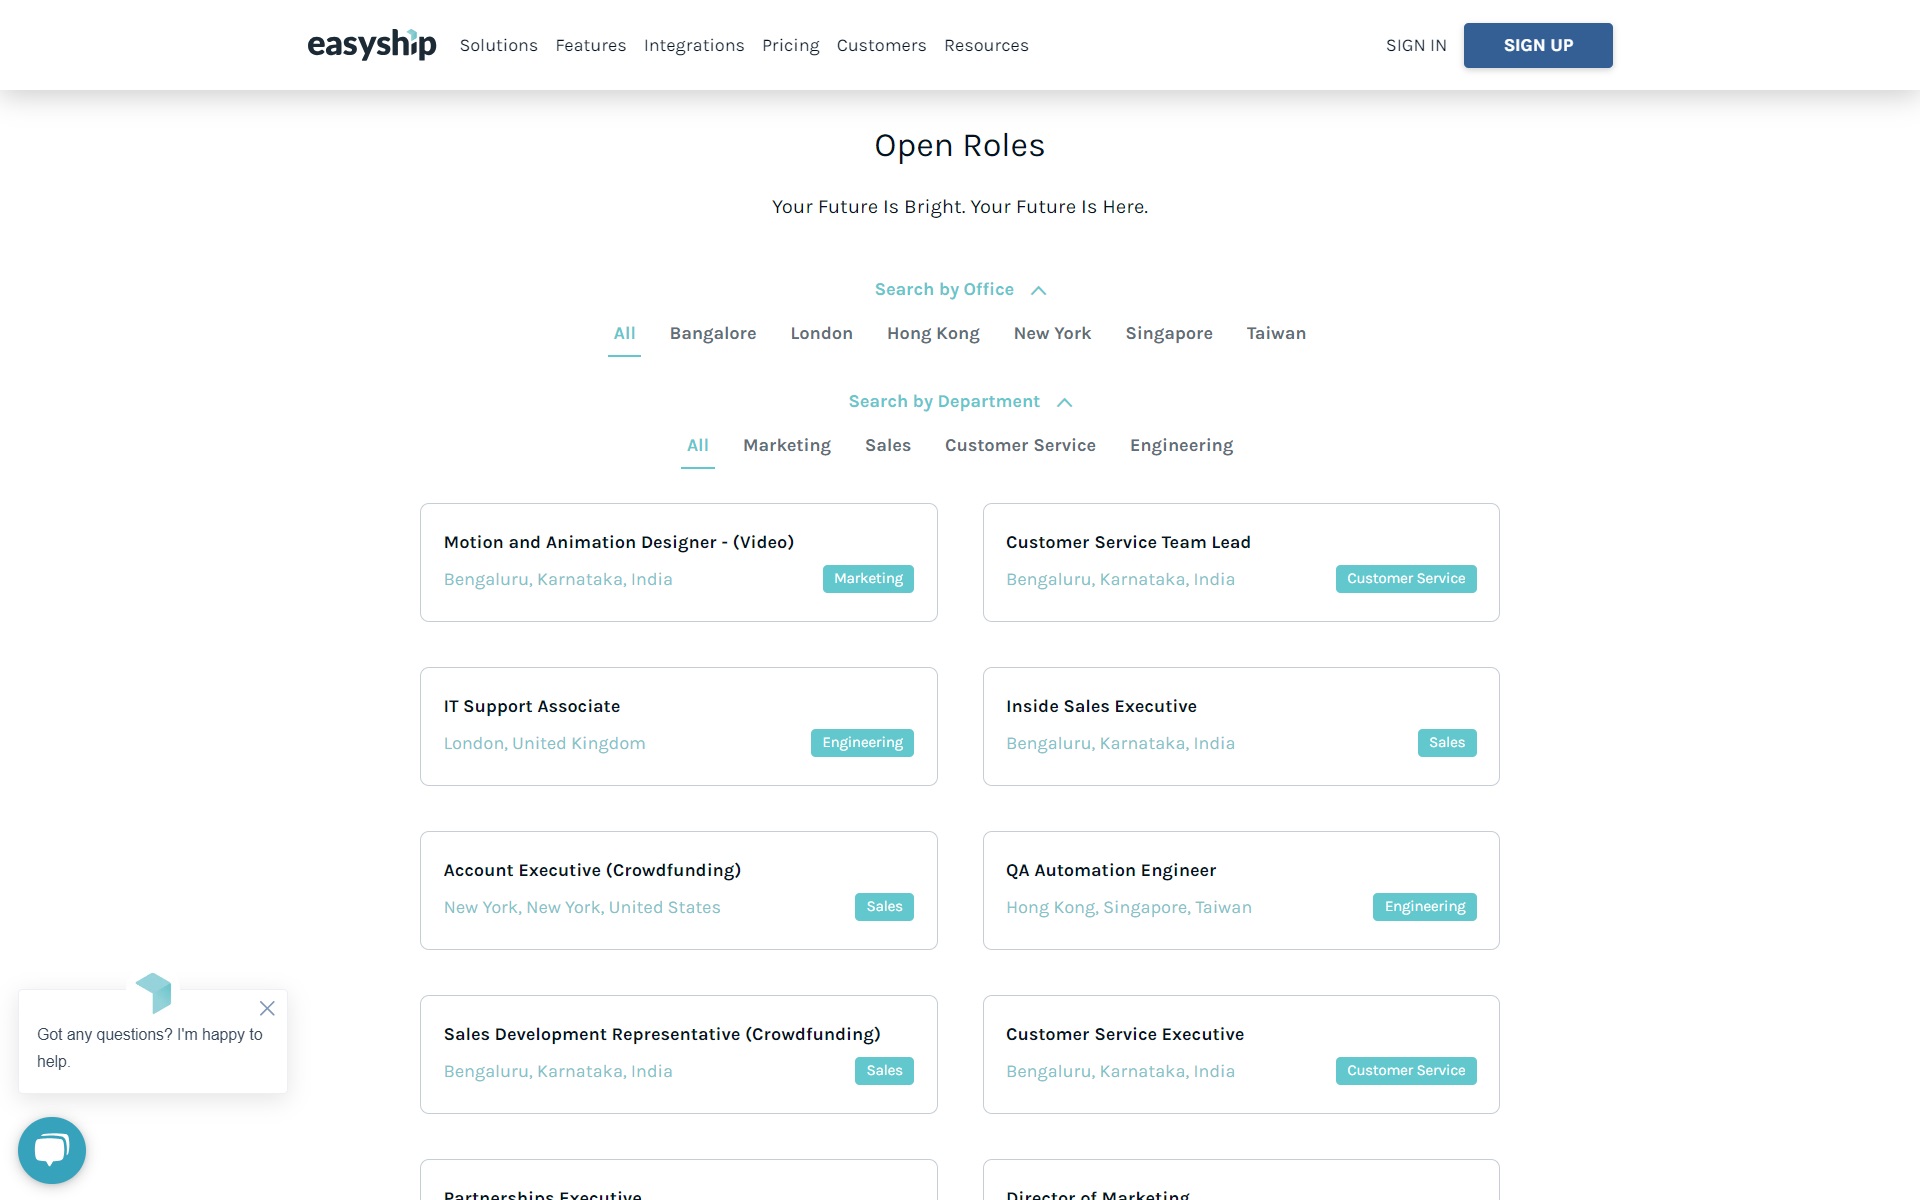 easyship Solutions Features Integrations Pricing Customers Resources SIGN IN SIGN UP
Open Roles
Your Future Is Bright. Your Future Is Here.
Search by Office
All Bangalore London Hong Kong New York Singapore Taiwan
Search by Department
All Marketing Sales Customer Service Engineering
Motion and Animation Designer - (Video)
Bengaluru, Karnataka, India Marketing
Customer Service Team Lead
Bengaluru, Karnataka, India Customer Service
IT Support Associate
London, United Kingdom Engineering
Inside Sales Executive
Bengaluru, Karnataka, India Sales
Account Executive (Crowdfunding)
New York, New York, United States Sales
QA Automation Engineer
Hong Kong, Singapore, Taiwan Engineering
Sales Development Representative (Crowdfunding)
Bengaluru, Karnataka, India Sales
Customer Service Executive
Bengaluru, Karnataka, India Customer Service
Partnerships Executive
Director of Marketing
Got any questions? I'm happy to
help.